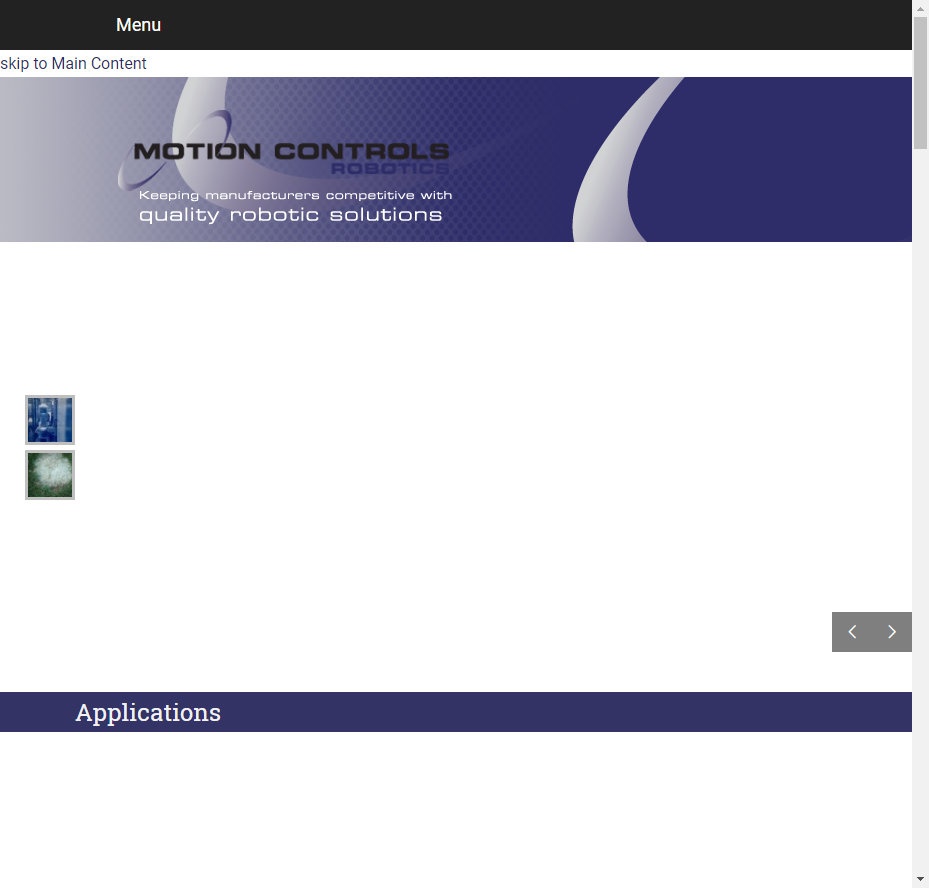 Menu
skip to Main Content
MOTION CONTROLS
ROBOTICS
Keeping manufacturers competitive with
quality robotic solutions
Applications